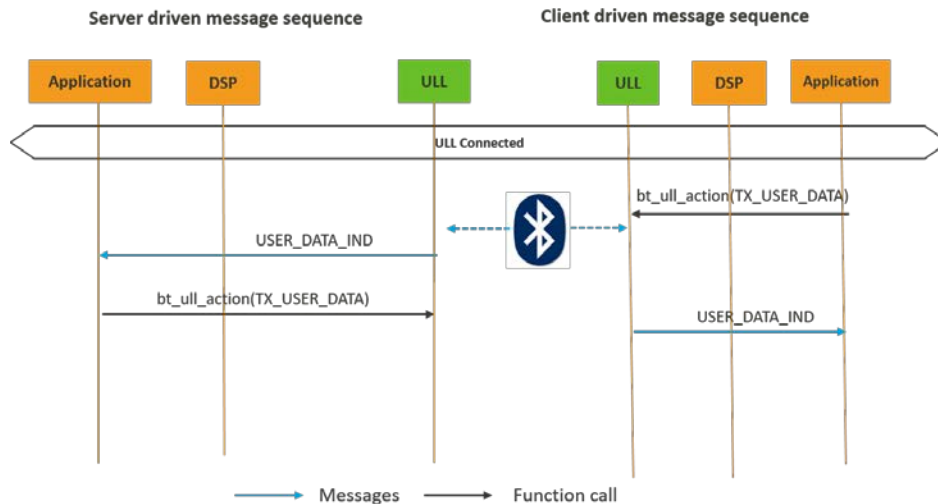 Server driven message sequence
Client driven message sequence
Application
DSP
ULL
ULL
DSP
Application
ULL Connected
bt_ull_action(TX_USER_DATA)
USER_DATA_IND
bt_ull_action(TX_USER_DATA)
USER_DATA_IND
Messages
Function call